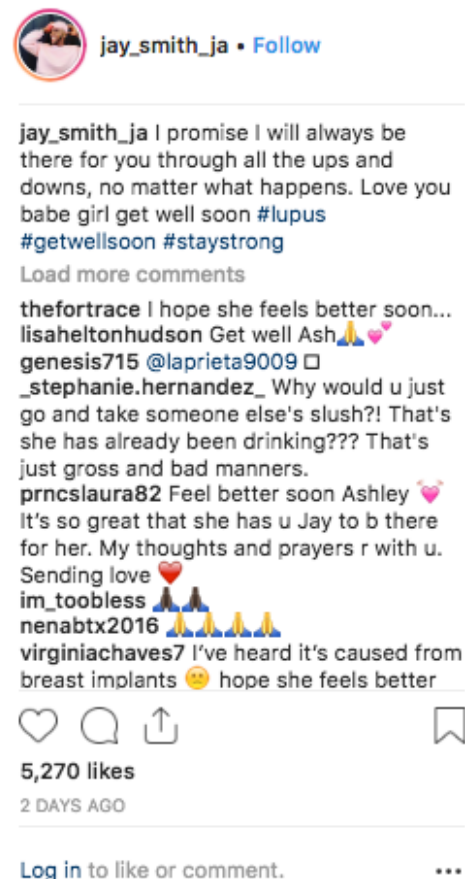 jay_smith_ja • Follow
jay_smith_ja I promise I will always be
there for you through all the ups and
downs, no matter what happens. Love you
babe girl get well soon #lupus
#getwellsoon #staystrong
Load more comments
thefortrace I hope she feels better soon...
lisaheltonhudson Get well Ash🙏💕
genesis715 @laprieta9009 □
_stephanie.hernandez_ Why would u just
go and take someone else's slush?! That's
she has already been drinking??? That's
just gross and bad manners.
prncslaura82 Feel better soon Ashley 💓
It's so great that she has u Jay to b there
for her. My thoughts and prayers r with u.
Sending love ❤️
im_toobless 🙏🏿🙏🏿
nenabtx2016 🙏🙏🙏🙏
virginiachaves7 I've heard it's caused from
breast implants 🙁 hope she feels better
5,270 likes
2 DAYS AGO
Log in to like or comment.